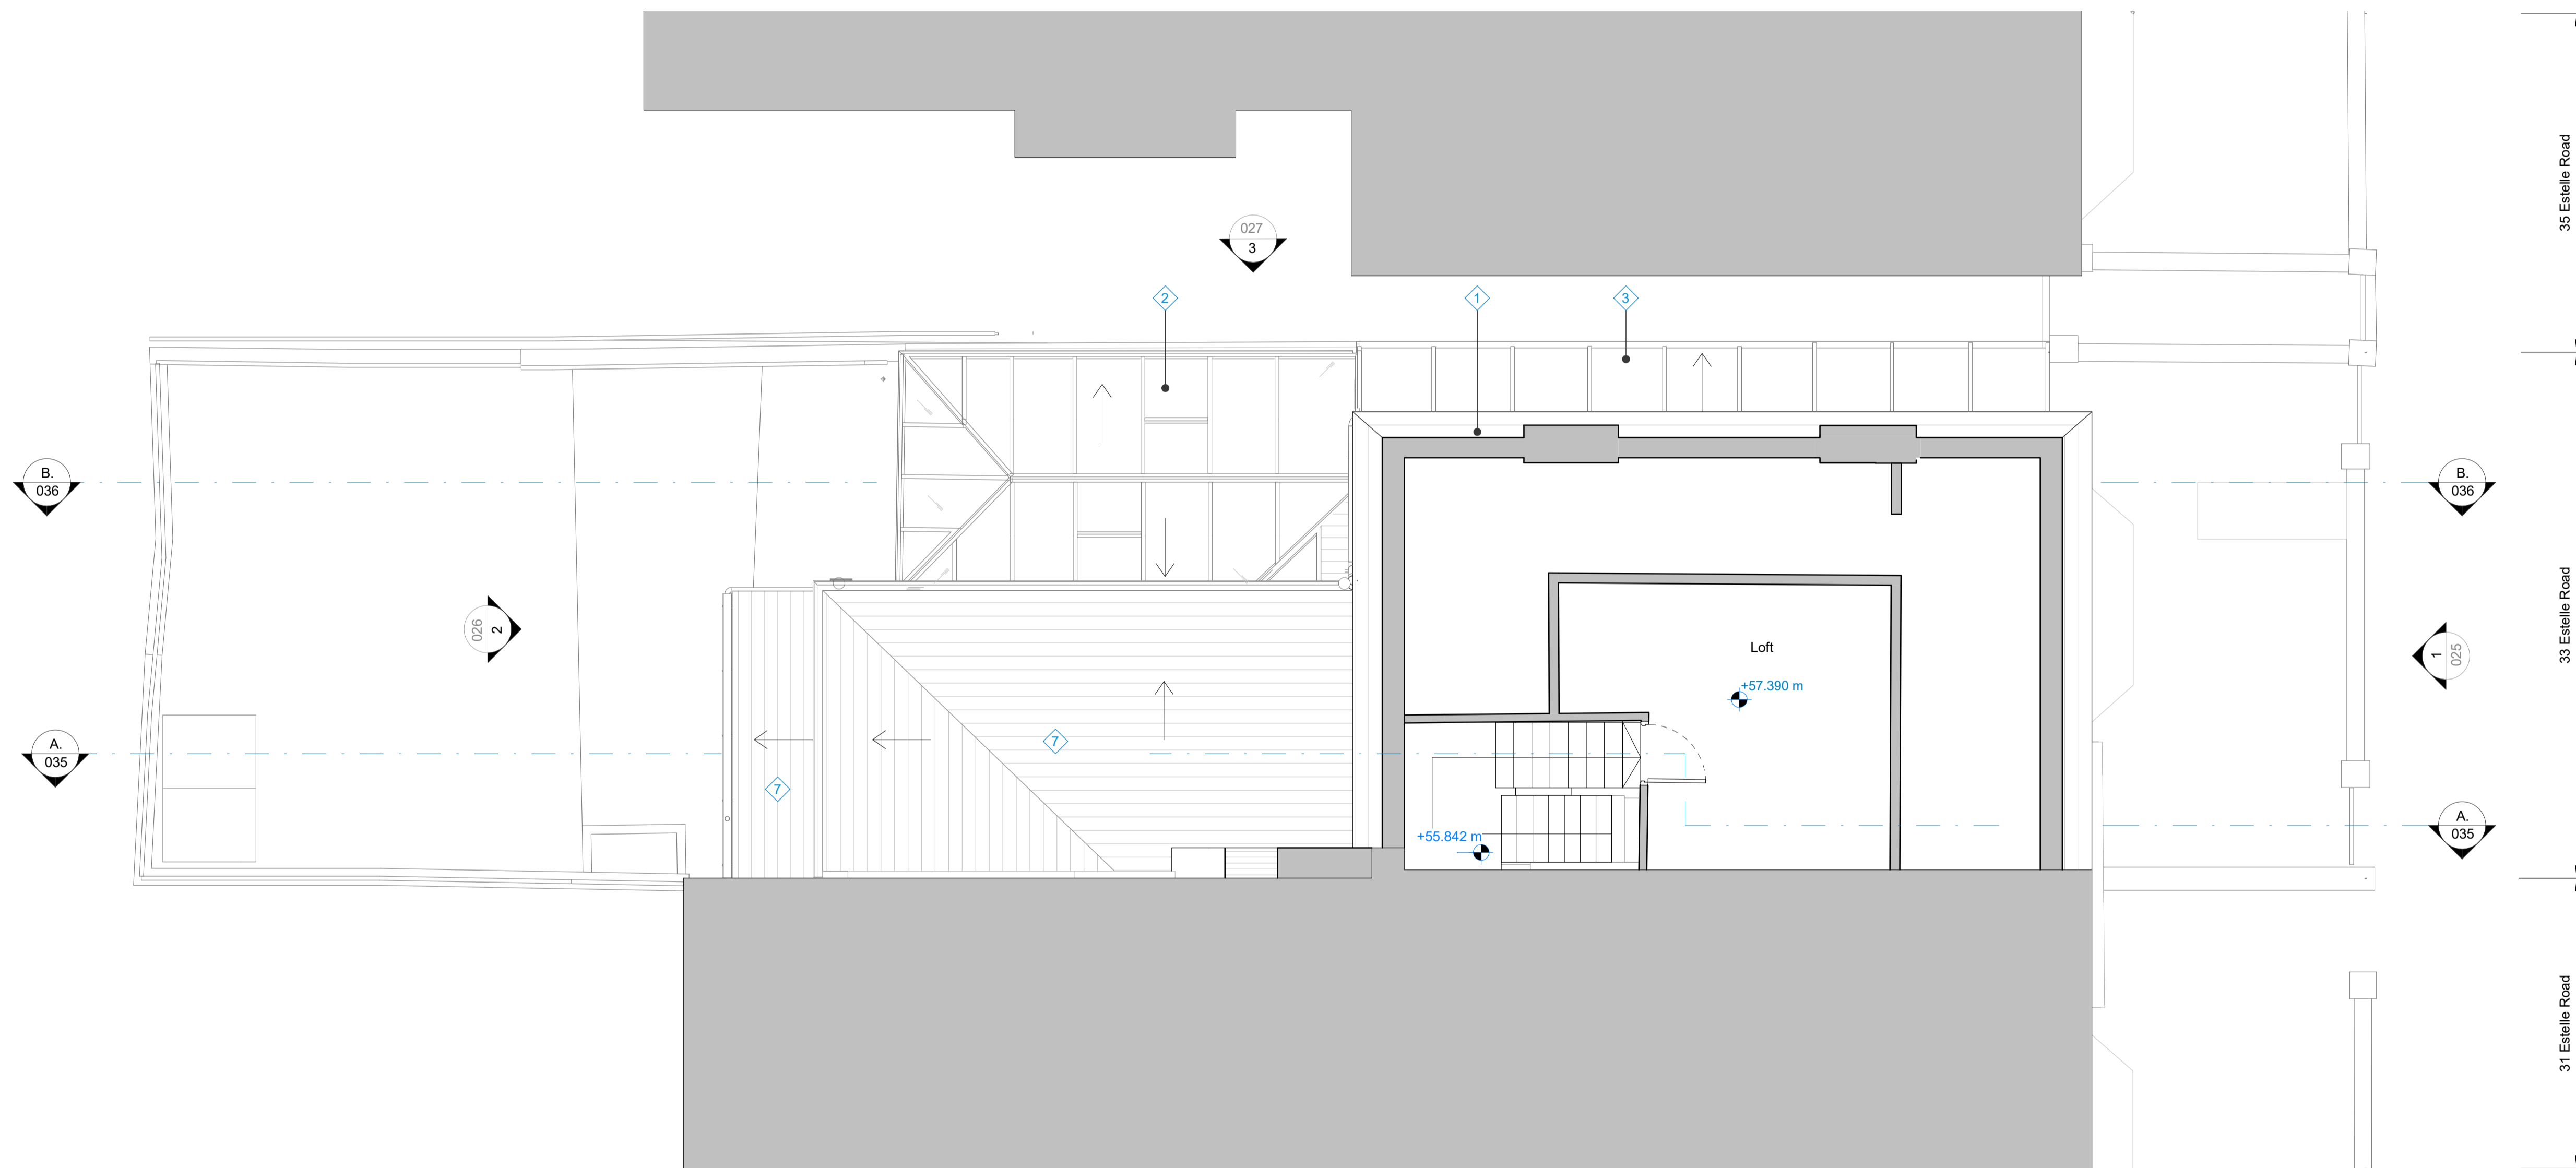 35 Estelle Road
027
3
2
1
3
B.
036
B.
036
026
2
33 Estelle Road
Loft
1
025
+57.390 m
7
A.
035
7
A.
035
+55.842 m
31 Estelle Road